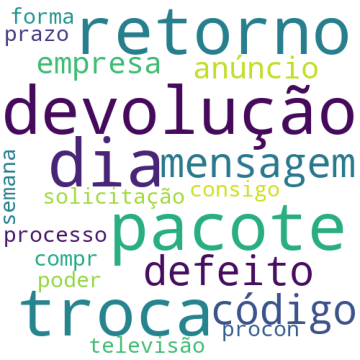 forma
retorno
prazo
empresa
anúncio
devolução
dia
mensagem
semana
solicitação
consigo
pacote
processo
compr
defeito
poder
troca
código
procon
televisão